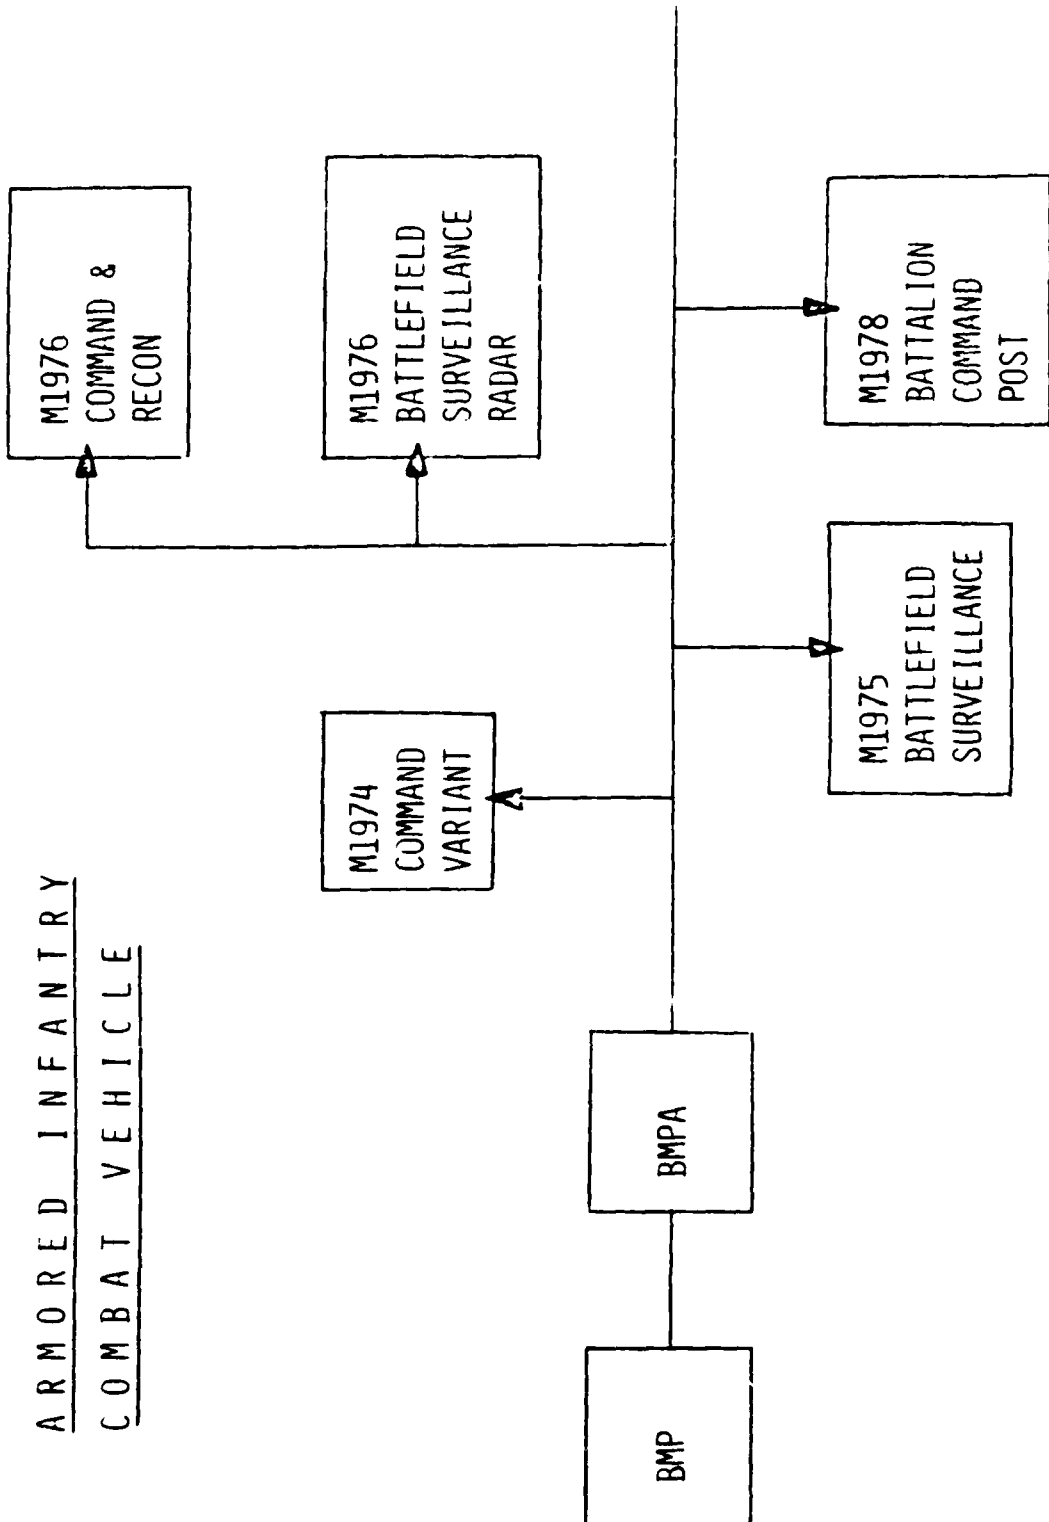 ARMORED INFANTRY
COMBAT VEHICLE
BMP
BMPA
M1974
COMMAND
VARIANT
M1976
COMMAND &
RECON
M1976
BATTLEFIELD
SURVEILLANCE
RADAR
M1975
BATTLEFIELD
SURVEILLANCE
M1978
BATTALION
COMMAND
POST